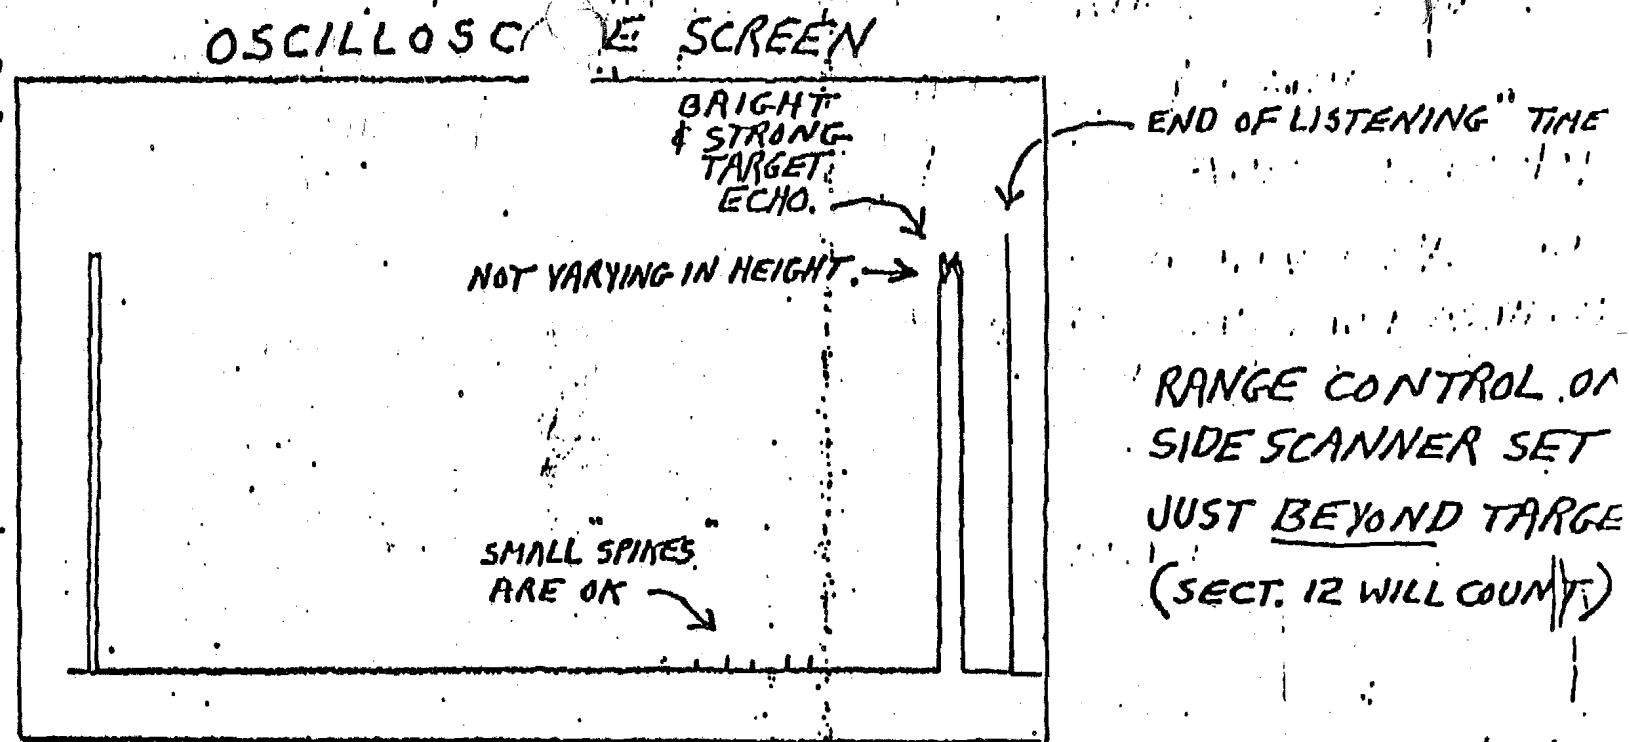 OSCILLOSC E SCREEN
BRIGHT
& STRONG
TARGET
ECHO.
END OF LISTENING" TIME
NOT VARYING IN HEIGHT.
RANGE CONTROL ON
SIDE SCANNER SET
JUST BEYOND TARGE
(SECT. 12 WILL COUNT.)
SMALL "SPIKES"
ARE OK